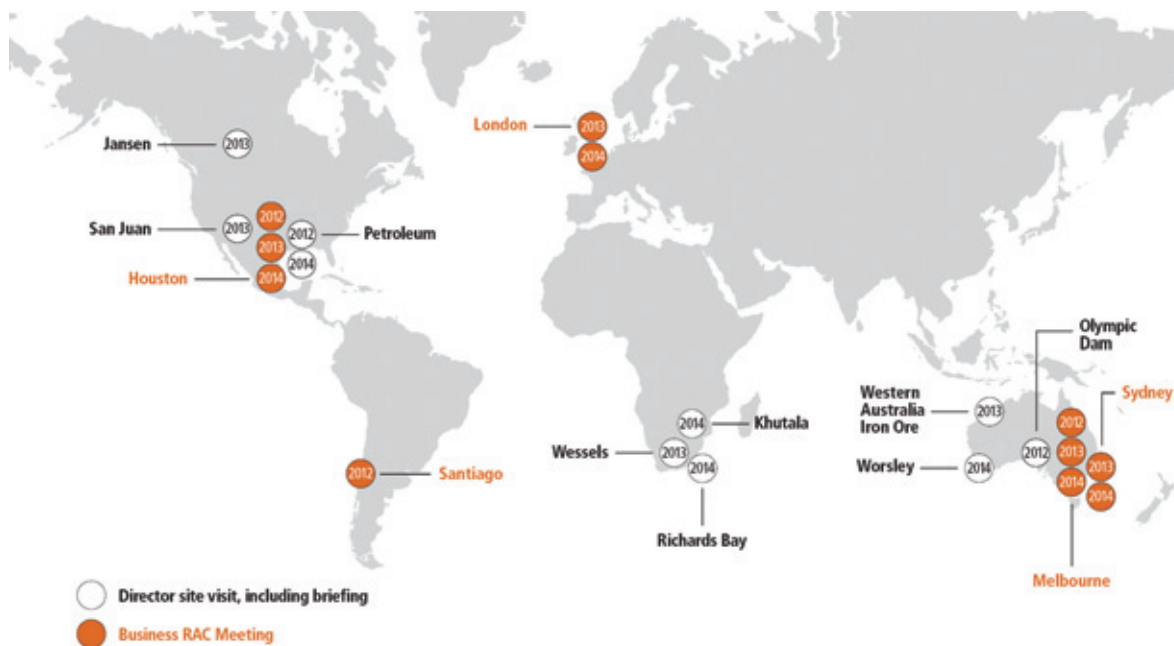 London
2013
2014
Jansen
2013
San Juan
2013
2012
2013
2014
Houston
2012
2014
Petroleum
Olympic
Dam
2012
Western
Australia
Iron Ore
2013
Sydney
2013
2014
2012
2013
2014
Melbourne
Worsley
2014
2014
Khutala
Wessels
2013
2014
Richards Bay
2012
Santiago
Director site visit, including briefing
Business RAC Meeting